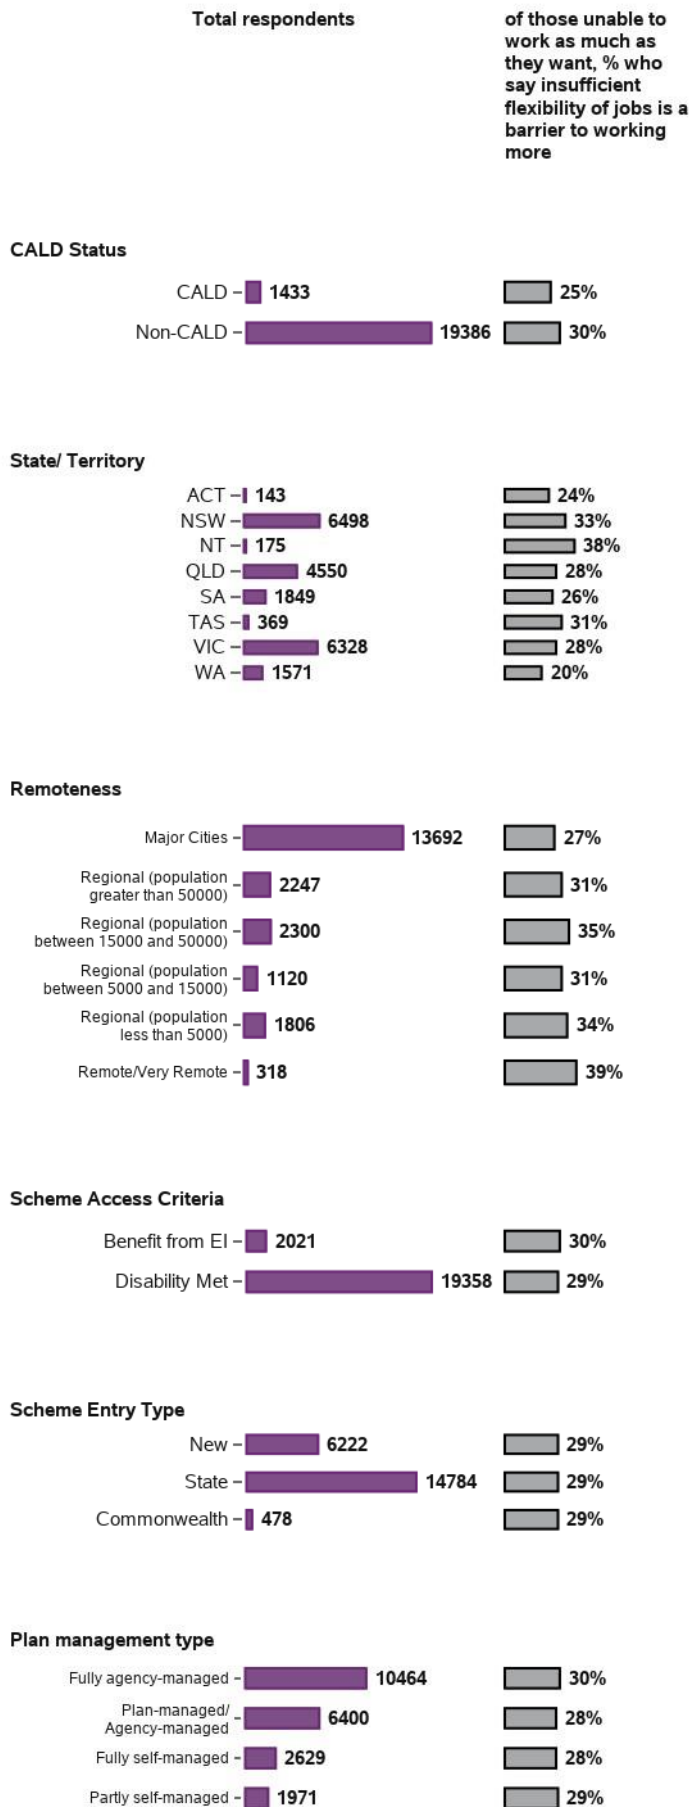 Total respondents
of those unable to
work as much as
they want, % who
say insufficient
flexibility of jobs is a
barrier to working
more
CALD Status
CALD 1433 25%
Non-CALD 19386 30%
State/ Territory
ACT 143 24%
NSW 6498 33%
NT 175 38%
QLD 4550 28%
SA 1849 26%
TAS 369 31%
VIC 6328 28%
WA 1571 20%
Remoteness
Major Cities 13692 27%
Regional (population
greater than 50000) 2247 31%
Regional (population
between 15000 and 50000) 2300 35%
Regional (population
between 5000 and 15000) 1120 31%
Regional (population
less than 5000) 1806 34%
Remote/Very Remote 318 39%
Scheme Access Criteria
Benefit from EI 2021 30%
Disability Met 19358 29%
Scheme Entry Type
New 6222 29%
State 14784 29%
Commonwealth 478 29%
Plan management type
Fully agency-managed 10464 30%
Plan-managed/
Agency-managed 6400 28%
Fully self-managed 2629 28%
Partly self-managed 1971 29%